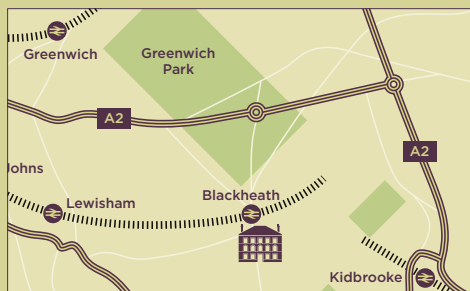 Greenwich
Greenwich
Park
A2
A2
Johns
Lewisham
Blackheath
Kidbrooke